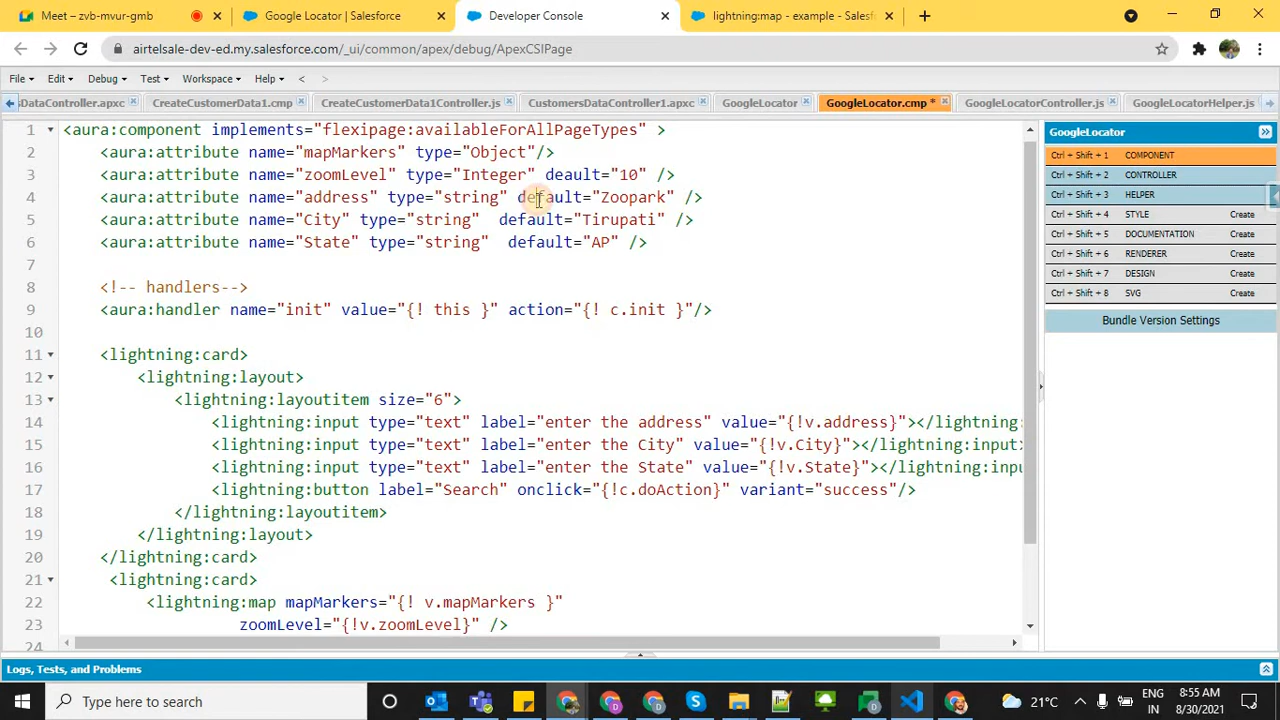 Meet – zvb-mvur-gmb
Google Locator | Salesforce
Developer Console
lightning:map - example - Salesf
airtelsale-dev-ed.my.salesforce.com/_ui/common/apex/debug/ApexCSIPage
File Edit Debug Test Workspace Help < >
sDataController.apxc CreateCustomerData1.cmp CreateCustomerData1Controller.js CustomersDataController1.apxc GoogleLocator GoogleLocator.cmp * GoogleLocatorController.js GoogleLocatorHelper.js
1 <aura:component implements="flexipage:availableForAllPageTypes" >
2 <aura:attribute name="mapMarkers" type="Object"/>
3 <aura:attribute name="zoomLevel" type="Integer" deault="10" />
4 <aura:attribute name="address" type="string" default="Zoopark" />
5 <aura:attribute name="City" type="string" default="Tirupati" />
6 <aura:attribute name="State" type="string" default="AP" />
7
8 <!-- handlers-->
9 <aura:handler name="init" value="{! this }" action="{! c.init }"/>
10
11 <lightning:card>
12 <lightning:layout>
13 <lightning:layoutitem size="6">
14 <lightning:input type="text" label="enter the address" value="{!v.address}"></lightning:
15 <lightning:input type="text" label="enter the City" value="{!v.City}"></lightning:input>
16 <lightning:input type="text" label="enter the State" value="{!v.State}"></lightning:inpu
17 <lightning:button label="Search" onclick="{!c.doAction}" variant="success"/>
18 </lightning:layoutitem>
19 </lightning:layout>
20 </lightning:card>
21 <lightning:card>
22 <lightning:map mapMarkers="{! v.mapMarkers }"
23 zoomLevel="{!v.zoomLevel}" />
24
GoogleLocator
Ctrl + Shift + 1 COMPONENT
Ctrl + Shift + 2 CONTROLLER
Ctrl + Shift + 3 HELPER
Ctrl + Shift + 4 STYLE Create
Ctrl + Shift + 5 DOCUMENTATION Create
Ctrl + Shift + 6 RENDERER Create
Ctrl + Shift + 7 DESIGN Create
Ctrl + Shift + 8 SVG Create
Bundle Version Settings
Logs, Tests, and Problems
Type here to search
21°C
ENG
IN
8:55 AM
8/30/2021